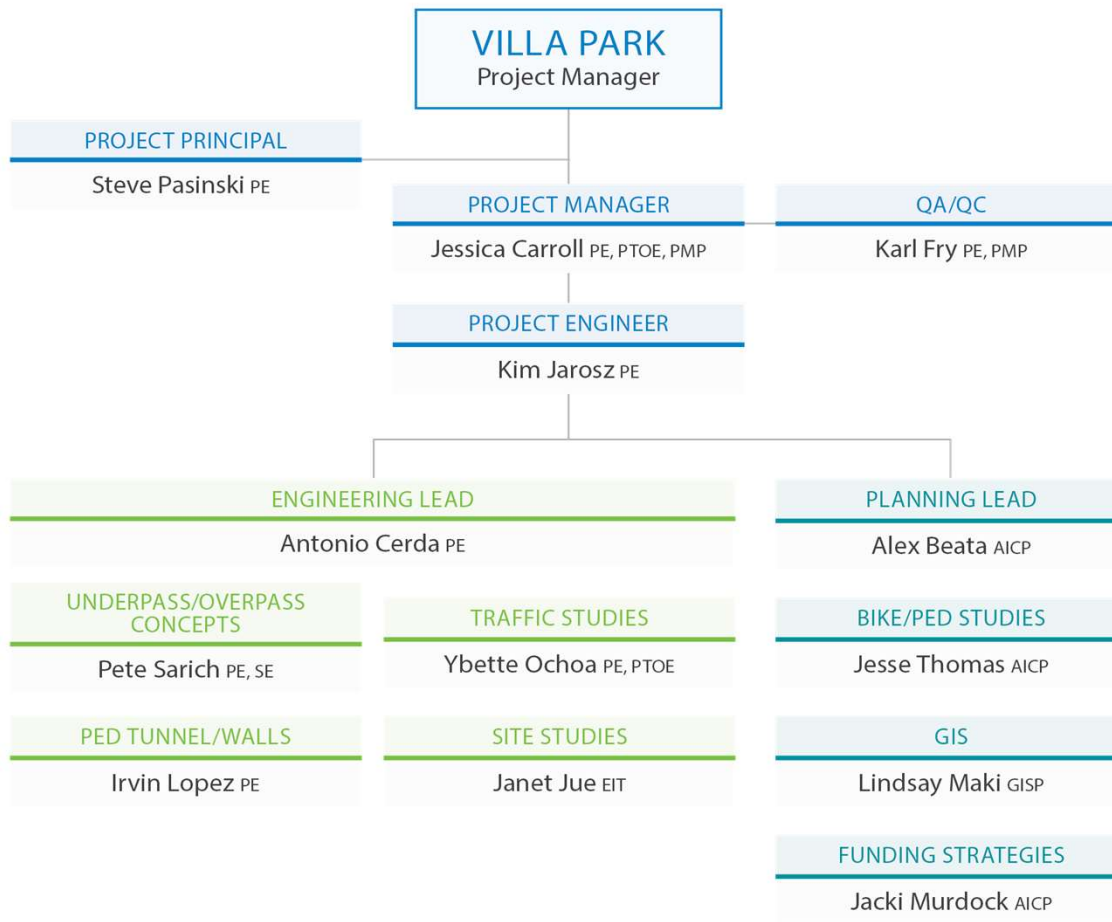 VILLA PARK
Project Manager
PROJECT PRINCIPAL
Steve Pasinski PE
PROJECT MANAGER
Jessica Carroll PE, PTOE, PMP
QA/QC
Karl Fry PE, PMP
PROJECT ENGINEER
Kim Jarosz PE
ENGINEERING LEAD
Antonio Cerda PE
UNDERPASS/OVERPASS
CONCEPTS
Pete Sarich PE, SE
TRAFFIC STUDIES
Ybette Ochoa PE, PTOE
PED TUNNEL/WALLS
Irvin Lopez PE
SITE STUDIES
Janet Jue EIT
PLANNING LEAD
Alex Beata AICP
BIKE/PED STUDIES
Jesse Thomas AICP
GIS
Lindsay Maki GISP
FUNDING STRATEGIES
Jacki Murdock AICP